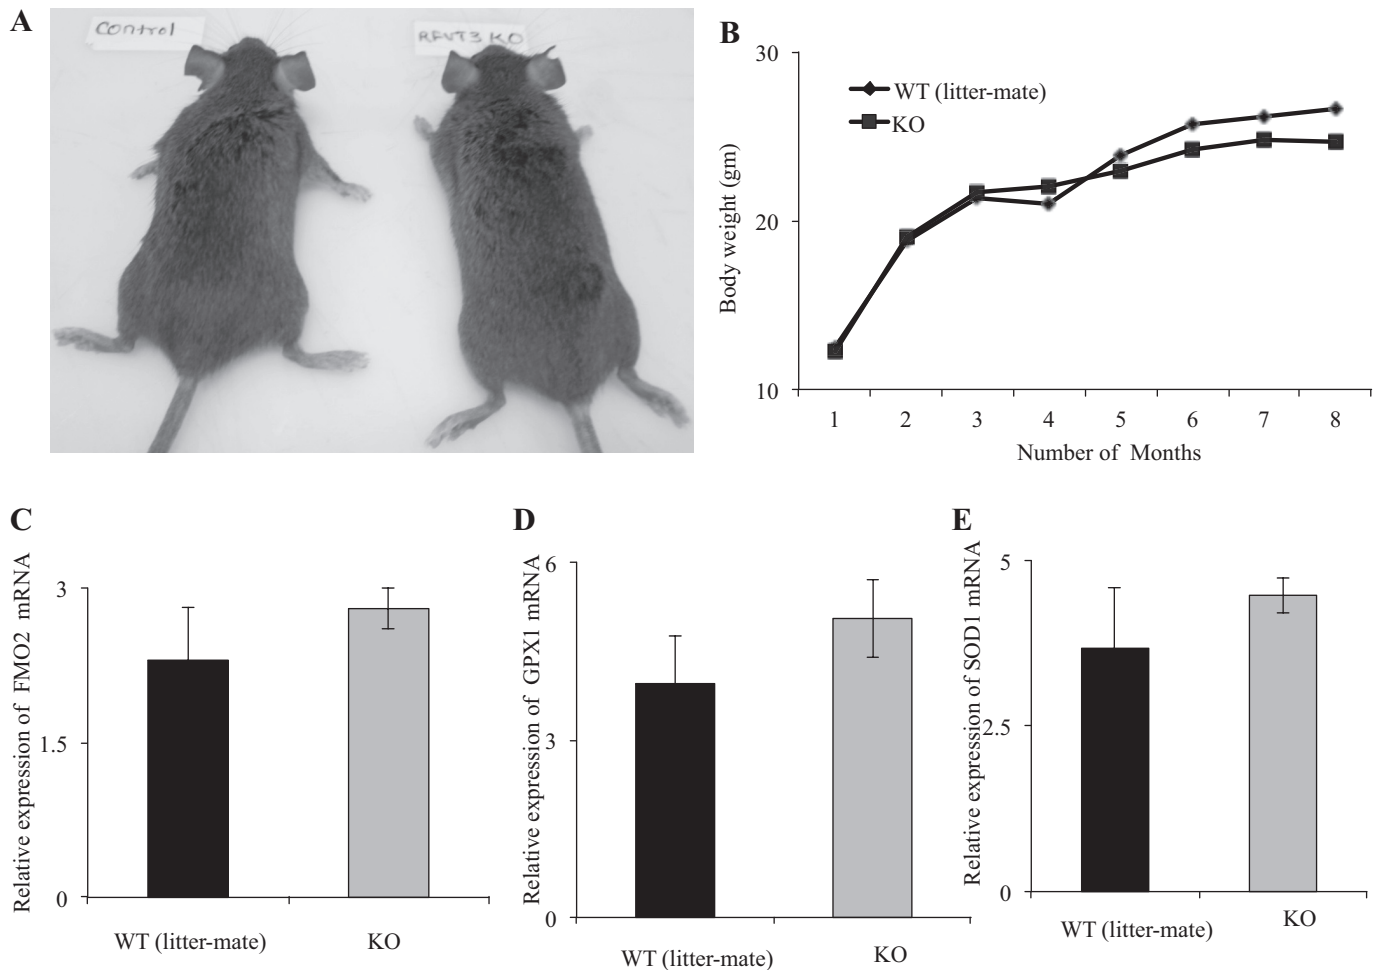 A
Control
RFVT3 KO
B
30
20
10
Body weight (gm)
WT (litter-mate)
KO
1 2 3 4 5 6 7 8
Number of Months
C
Relative expression of FMO2 mRNA
3
1.5
0
WT (litter-mate) KO
D
Relative expression of GPX1 mRNA
6
3
0
WT (litter-mate) KO
E
Relative expression of SOD1 mRNA
5
2.5
0
WT (litter-mate) KO